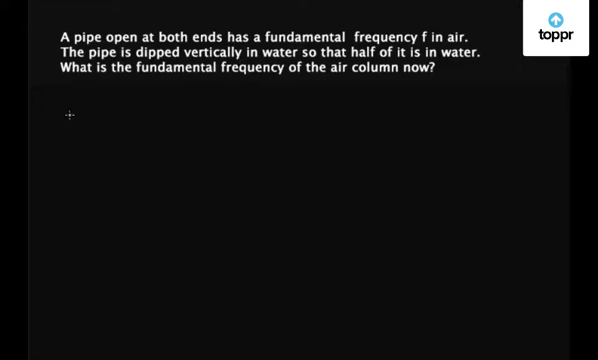 toppr
A pipe open at both ends has a fundamental frequency f in air.
The pipe is dipped vertically in water so that half of it is in water.
What is the fundamental frequency of the air column now?